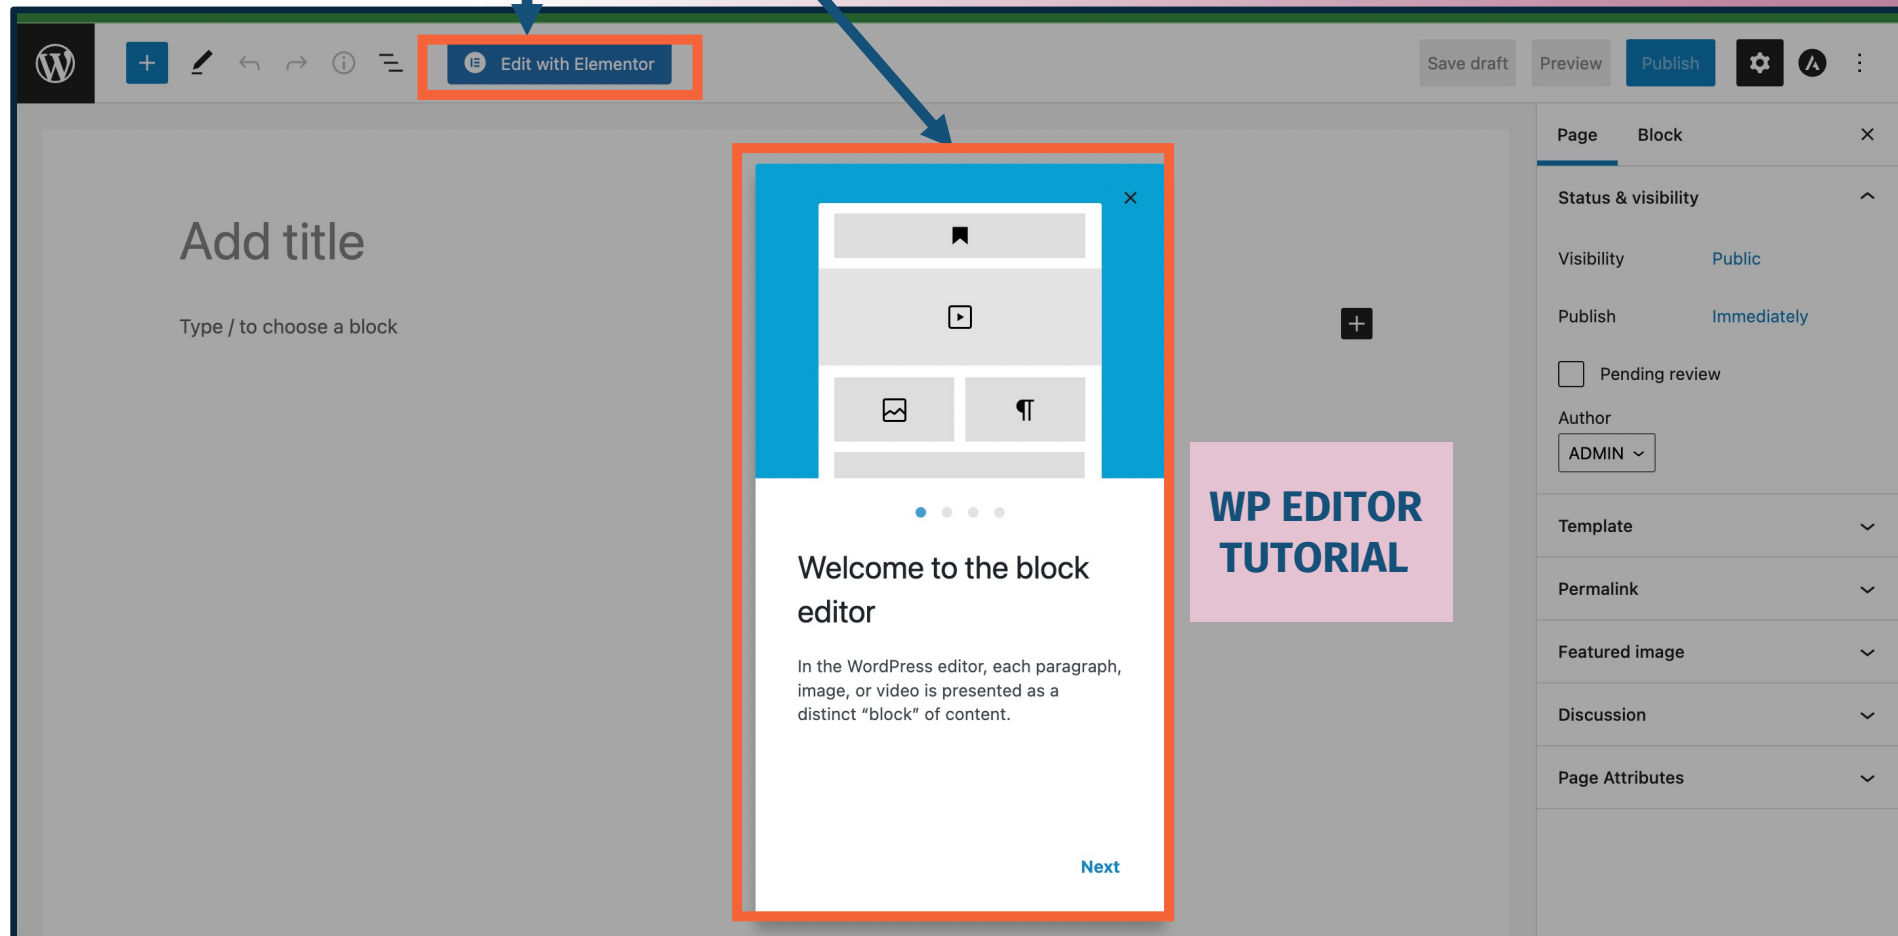 Edit with Elementor
Save draft
Preview
Publish
Page
Block
Add title
Type / to choose a block
Status & visibility
Visibility
Public
Publish
Immediately
Pending review
Author
ADMIN
Template
Permalink
Featured image
Discussion
Page Attributes
Welcome to the block
editor
In the WordPress editor, each paragraph,
image, or video is presented as a
distinct “block” of content.
Next
WP EDITOR
TUTORIAL